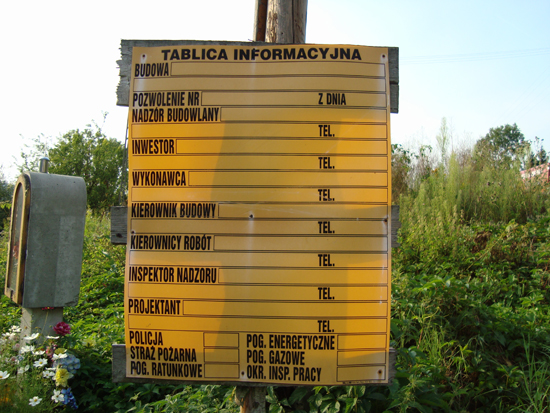 TABLICA INFORMACYJNA
BUDOWA
POZWOLENIE NR Z DNIA
NADZÓR BUDOWLANY
TEL.
INWESTOR
TEL.
WYKONAWCA
TEL.
KIEROWNIK BUDOWY
TEL.
KIEROWNICY ROBÓT
TEL.
INSPEKTOR NADZORU
TEL.
PROJEKTANT
TEL.
POLICJA POG. ENERGETYCZNE
STRAŻ POŻARNA POG. GAZOWE
POG. RATUNKOWE OKR. INSP. PRACY